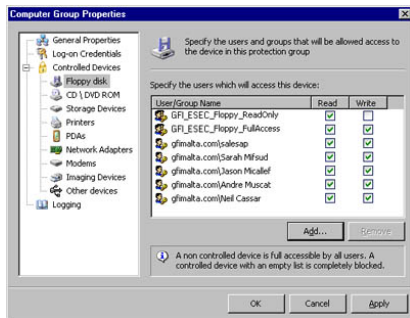 Computer Group Properties
General Properties
Log-on Credentials
Controlled Devices
Floppy disk
CD \ DVD ROM
Storage Devices
Printers
PDAs
Network Adapters
Modems
Imaging Devices
Other devices
Logging
Specify the users and groups that will be allowed access to
the device in this protection group
Specify the users which will access this device:
User/Group Name Read Write
GFI_ESEC_Floppy_ReadOnly
GFI_ESEC_Floppy_FullAccess
gfimalta.com\salesap
gfimalta.com\Sarah Mifsud
gfimalta.com\Jason Micallef
gfimalta.com\Andre Muscat
gfimalta.com\Neil Cassar
Add... Remove
A non controlled device is full accessible by all users. A
controlled device with an empty list is completely blocked.
OK Cancel Apply